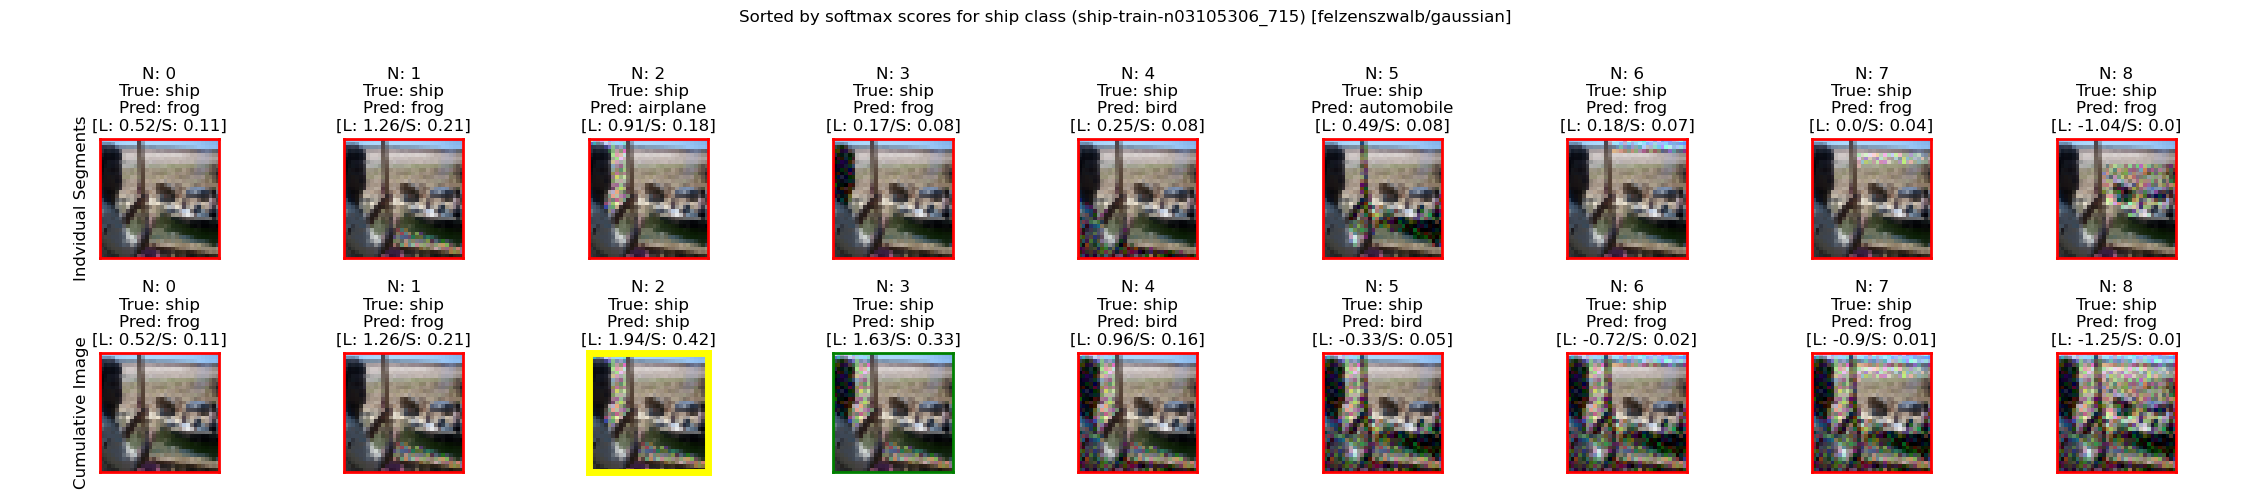 Sorted by softmax scores for ship class (ship-train-n03105306_715) [felzenszwalb/gaussian]
Indvidual Segments
N: 0
True: ship
Pred: frog
[L: 0.52/S: 0.11]
N: 1
True: ship
Pred: frog
[L: 1.26/S: 0.21]
N: 2
True: ship
Pred: airplane
[L: 0.91/S: 0.18]
N: 3
True: ship
Pred: frog
[L: 0.17/S: 0.08]
N: 4
True: ship
Pred: bird
[L: 0.25/S: 0.08]
N: 5
True: ship
Pred: automobile
[L: 0.49/S: 0.08]
N: 6
True: ship
Pred: frog
[L: 0.18/S: 0.07]
N: 7
True: ship
Pred: frog
[L: 0.0/S: 0.04]
N: 8
True: ship
Pred: frog
[L: -1.04/S: 0.0]
Cumulative Image
N: 0
True: ship
Pred: frog
[L: 0.52/S: 0.11]
N: 1
True: ship
Pred: frog
[L: 1.26/S: 0.21]
N: 2
True: ship
Pred: ship
[L: 1.94/S: 0.42]
N: 3
True: ship
Pred: ship
[L: 1.63/S: 0.33]
N: 4
True: ship
Pred: bird
[L: 0.96/S: 0.16]
N: 5
True: ship
Pred: bird
[L: -0.33/S: 0.05]
N: 6
True: ship
Pred: frog
[L: -0.72/S: 0.02]
N: 7
True: ship
Pred: frog
[L: -0.9/S: 0.01]
N: 8
True: ship
Pred: frog
[L: -1.25/S: 0.0]